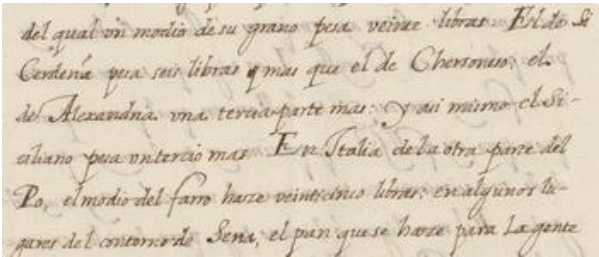 del qual vn modio de su grano pesa veinte libras. El de
Cerdeña pesa seis libras q mas que el de Chersoneso; el
de Alexandria vna tercia parte mas: y asi mismo el Si-
ciliano pesa vn tercio mas. En Italia de la otra parte del
Po, el modio del farro haze veinticinco libras; en algunos lu-
gares del contorno de Sena, el pan que se haze para la gente